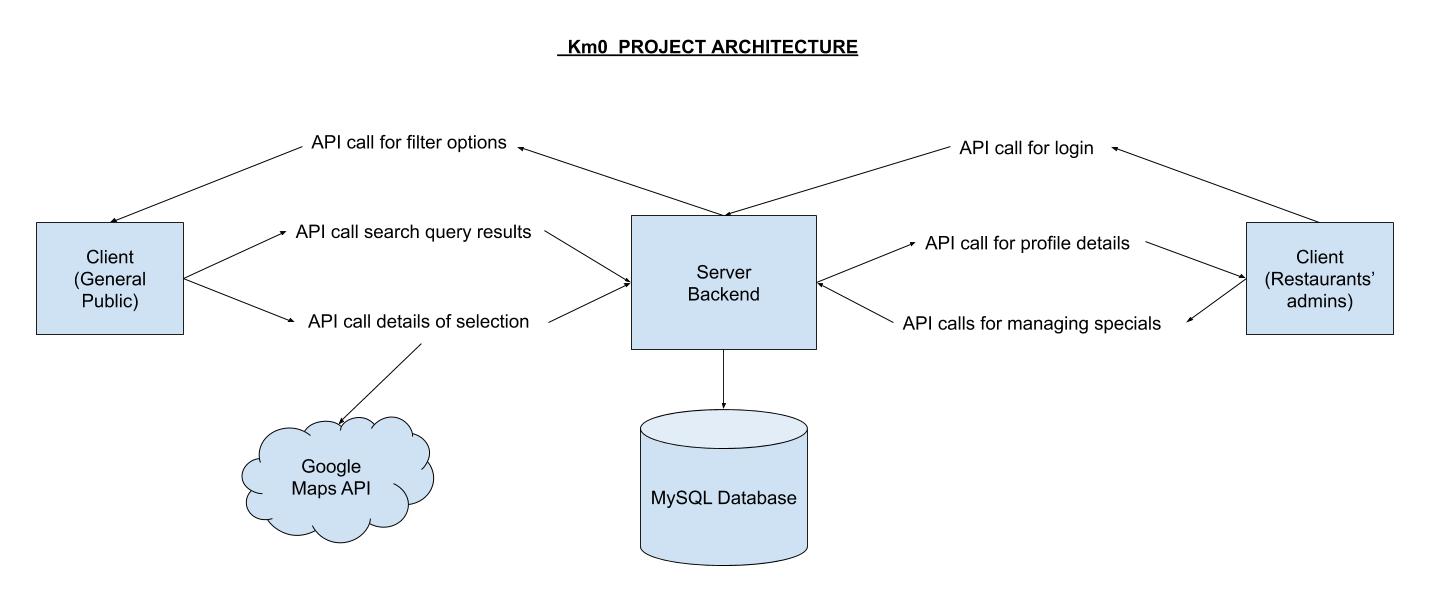 Km0 PROJECT ARCHITECTURE
API call for filter options
API call for login
API call search query results
API call for profile details
Client
(General
Public)
Server
Backend
Client
(Restaurants’
admins)
API call details of selection
API calls for managing specials
Google
Maps API
MySQL Database